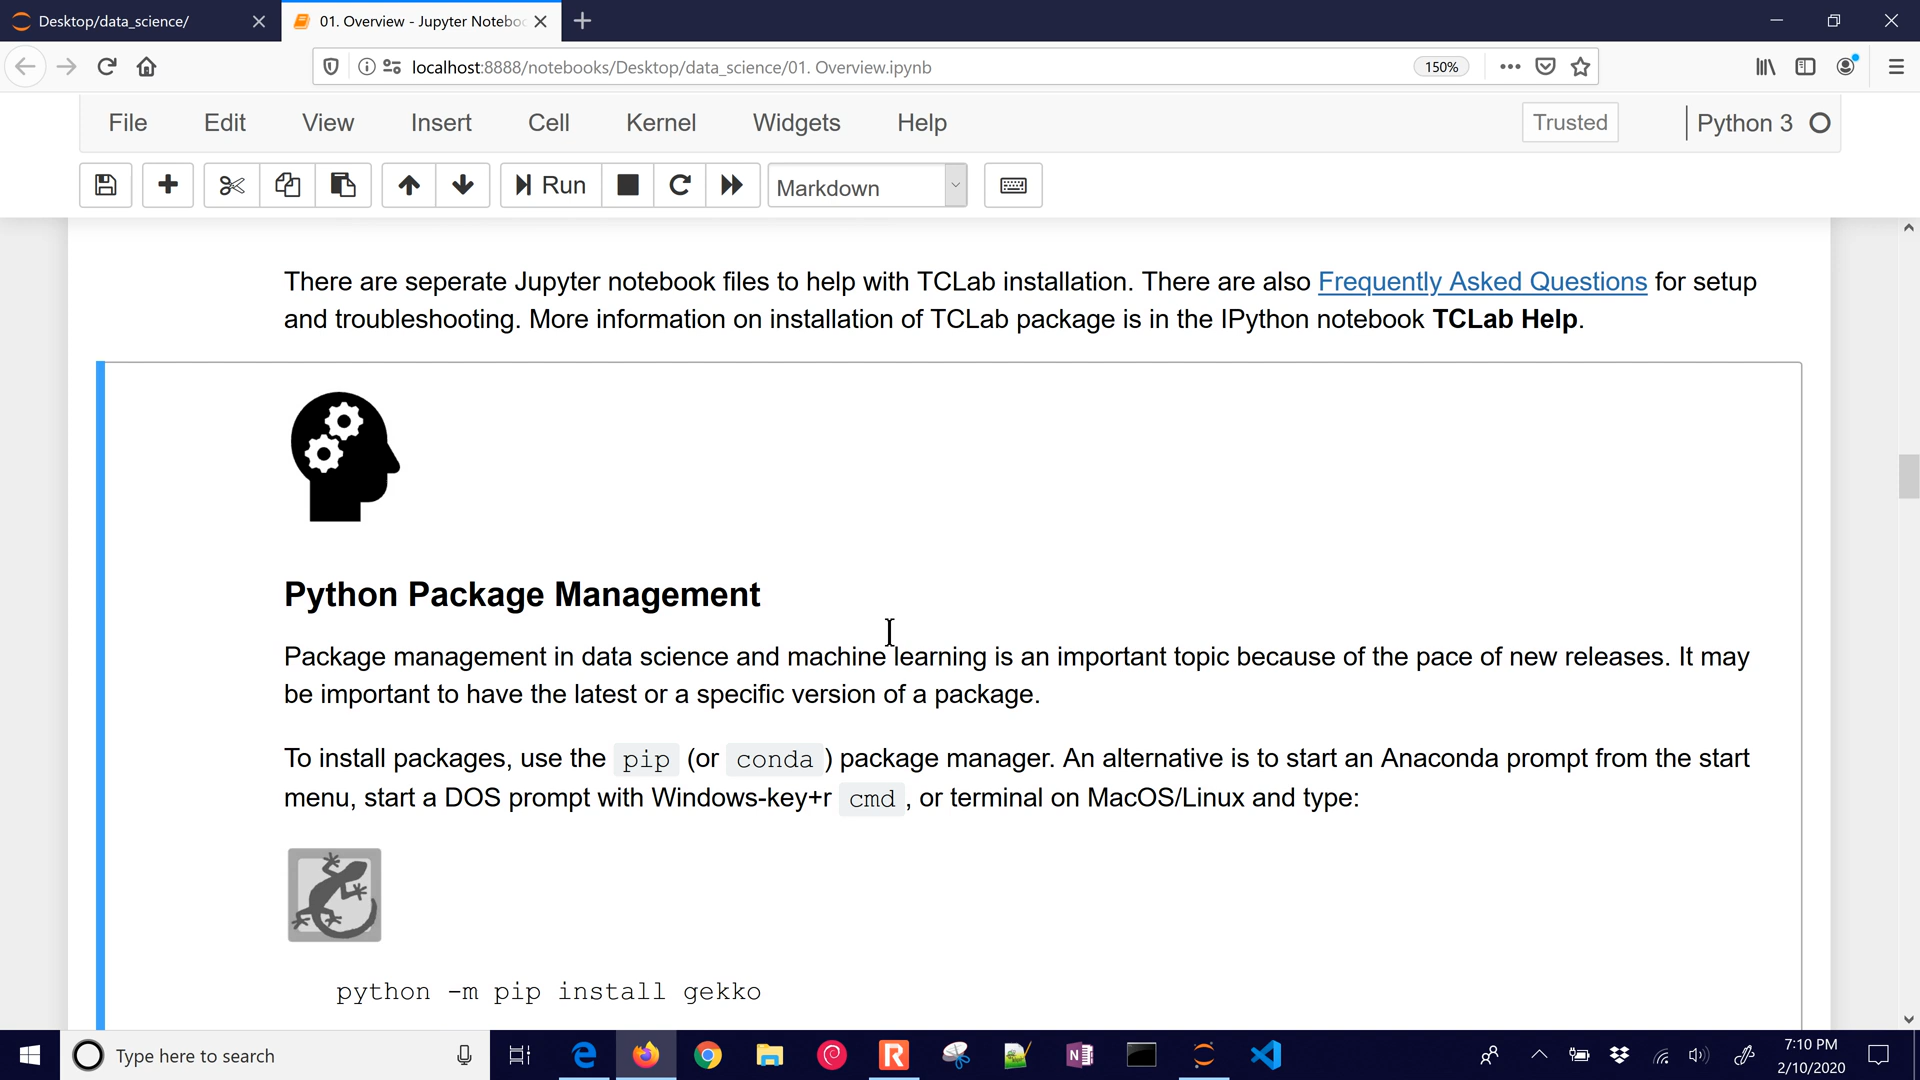 Desktop/data_science/
01. Overview - Jupyter Notebo
localhost:8888/notebooks/Desktop/data_science/01. Overview.ipynb
150%
File Edit View Insert Cell Kernel Widgets Help Trusted Python 3
Run Markdown
There are seperate Jupyter notebook files to help with TCLab installation. There are also Frequently Asked Questions for setup
and troubleshooting. More information on installation of TCLab package is in the IPython notebook TCLab Help.
Python Package Management
Package management in data science and machine learning is an important topic because of the pace of new releases. It may
be important to have the latest or a specific version of a package.
To install packages, use the pip (or conda ) package manager. An alternative is to start an Anaconda prompt from the start
menu, start a DOS prompt with Windows-key+r cmd , or terminal on MacOS/Linux and type:
python -m pip install gekko
Type here to search
7:10 PM
2/10/2020